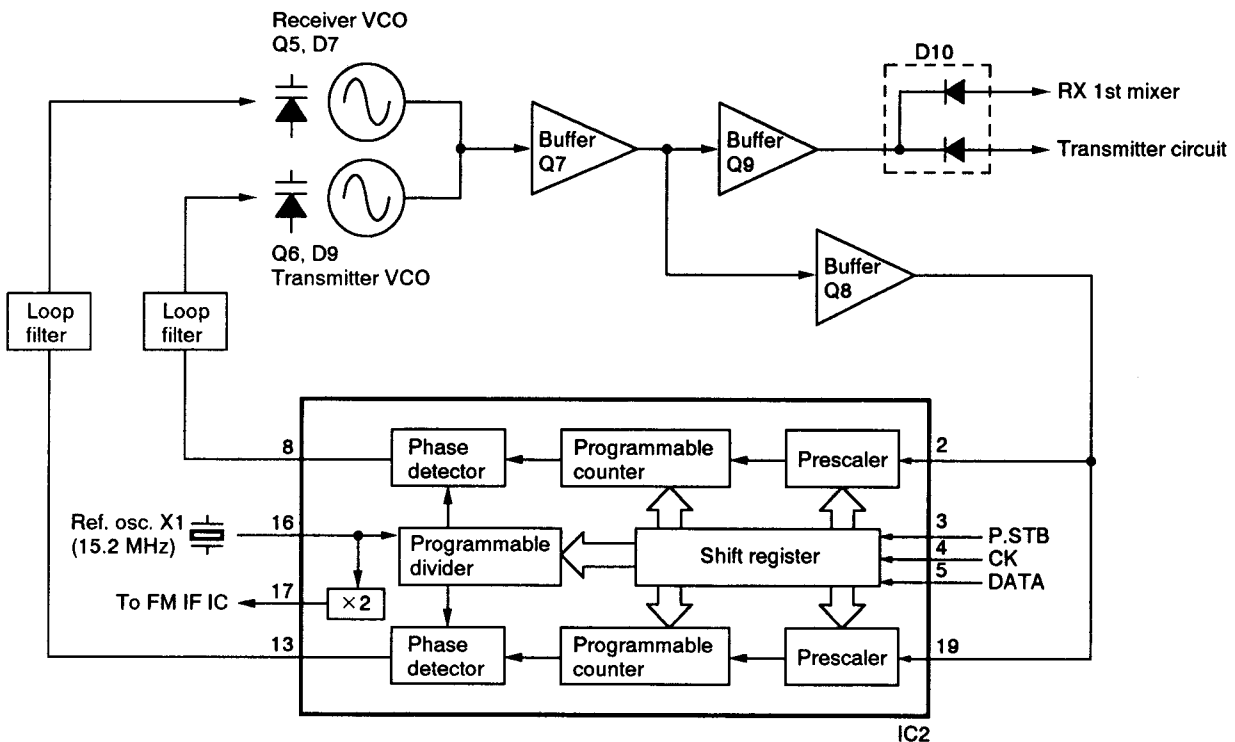 Receiver VCO
Q5, D7
D10
RX 1st mixer
Buffer
Q7
Buffer
Q9
Transmitter circuit
Q6, D9
Transmitter VCO
Buffer
Q8
Loop
filter
Loop
filter
8
Phase
detector
Programmable
counter
Prescaler
2
Ref. osc. X1
(15.2 MHz)
16
Programmable
divider
Shift register
3
P.STB
4
CK
5
DATA
To FM IF IC
17
×2
13
Phase
detector
Programmable
counter
Prescaler
19
IC2